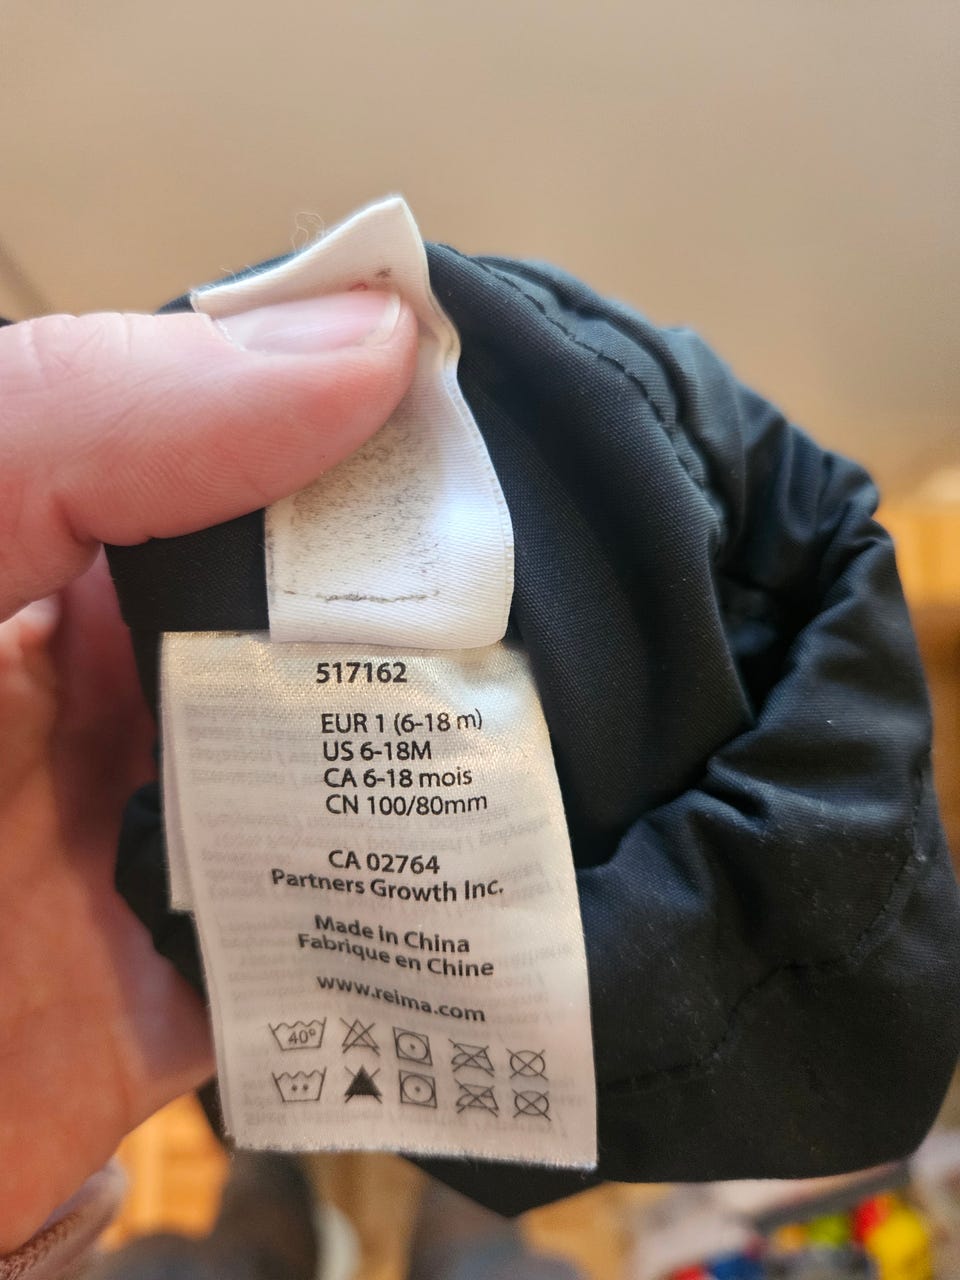 517162
EUR 1 (6-18 m)
US 6-18M
CA 6-18 mois
CN 100/80mm
CA 02764
Partners Growth Inc.
Made in China
Fabrique en Chine
www.reima.com
40°